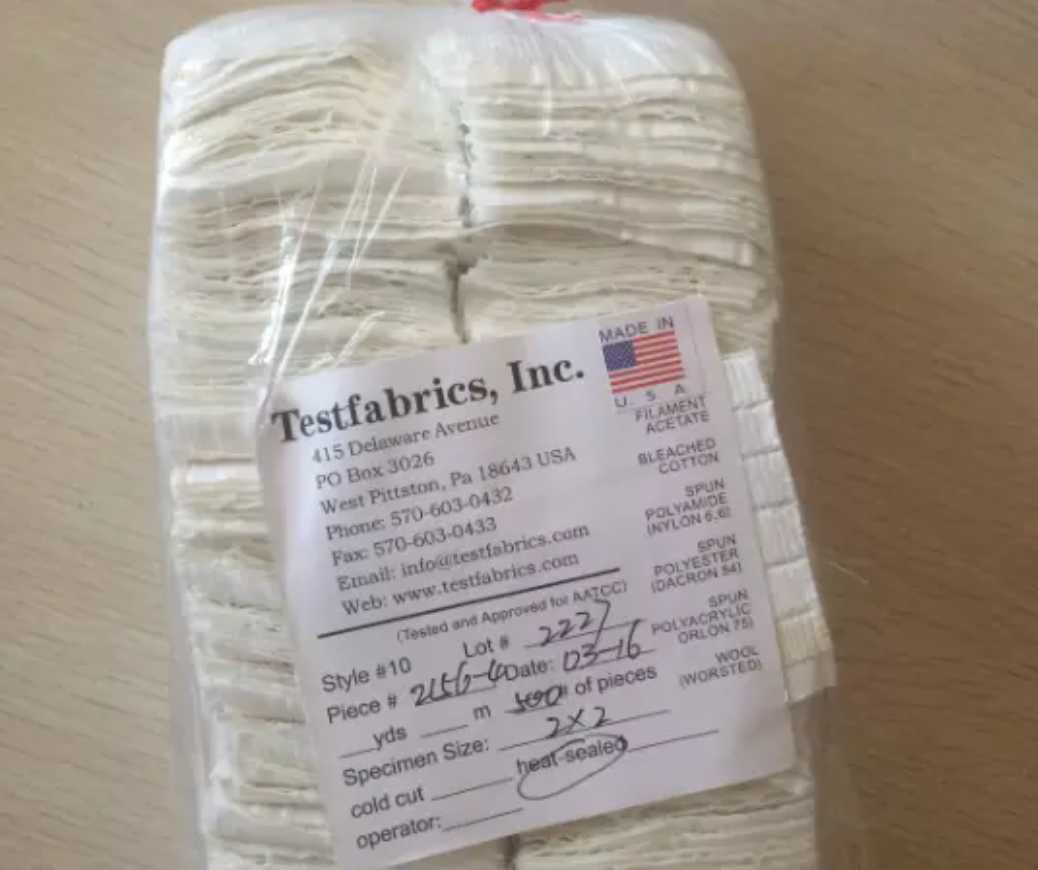 Testfabrics, Inc.
415 Delaware Avenue
PO Box 3026
West Pittston, Pa 18643 USA
Phone: 570-603-0432
Fax: 570-603-0433
Email: info@testfabrics.com
Web: www.testfabrics.com
MADE IN
U. S. A
FILAMENT
ACETATE
BLEACHED
COTTON
SPUN
POLYAMIDE
(NYLON 6.6)
SPUN
POLYESTER
(DACRON 54)
SPUN
POLYACRYLIC
ORLON 75)
WOOL
(WORSTED)
(Tested and Approved for AATCC)
Style #10 Lot # 2227
Piece # Date: 03-16
yds m 500 # of pieces
Specimen Size: 2x2
cold cut heat-sealed
operator: